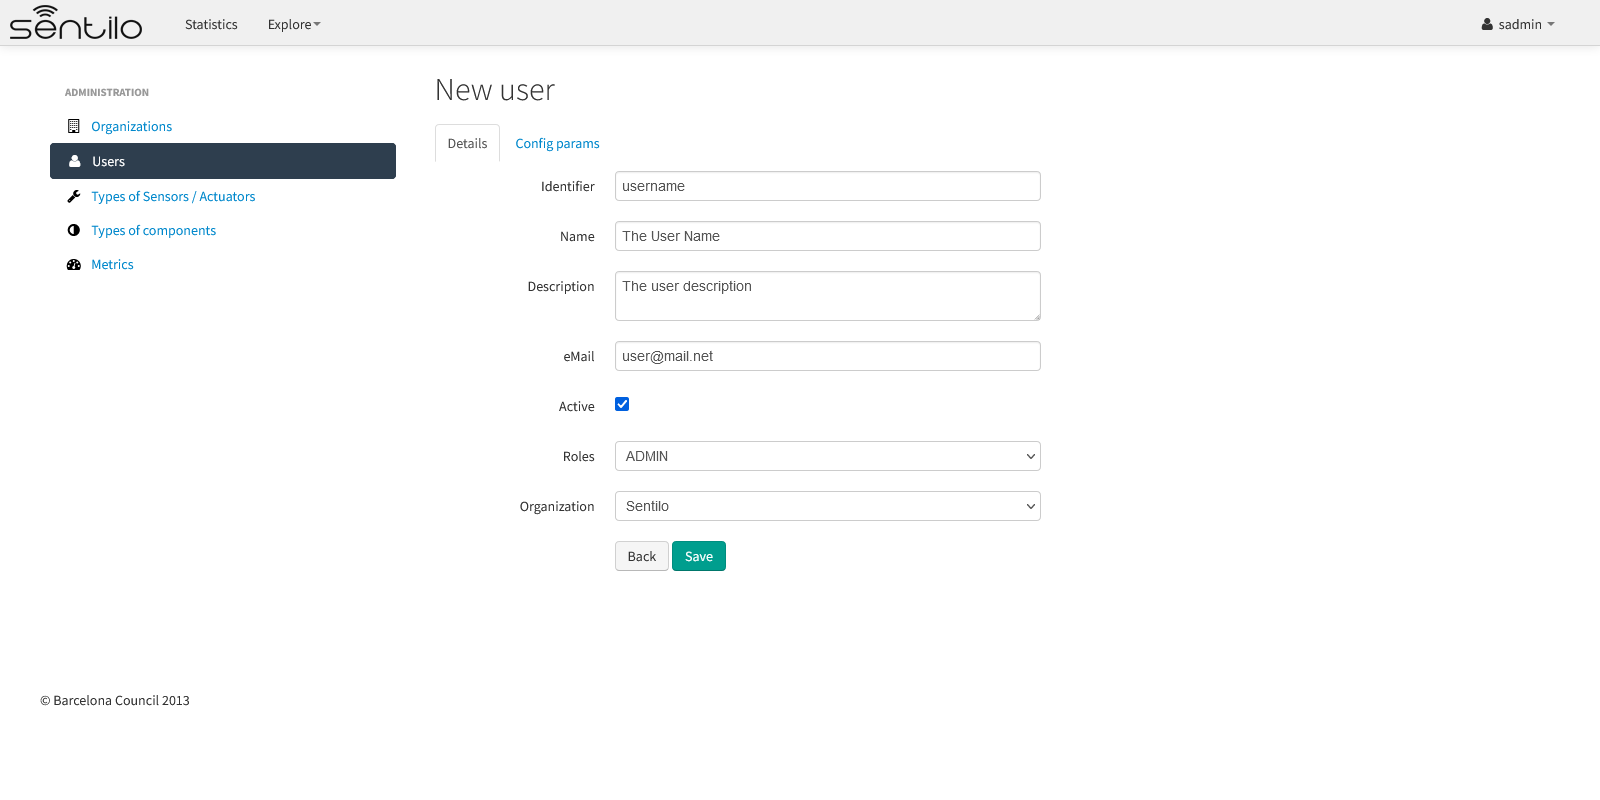 sentilo
Statistics
Explore
sadmin
ADMINISTRATION
Organizations
Users
Types of Sensors / Actuators
Types of components
Metrics
New user
Details
Config params
Identifier
username
Name
The User Name
Description
The user description
eMail
user@mail.net
Active
Roles
ADMIN
Organization
Sentilo
Back
Save
© Barcelona Council 2013